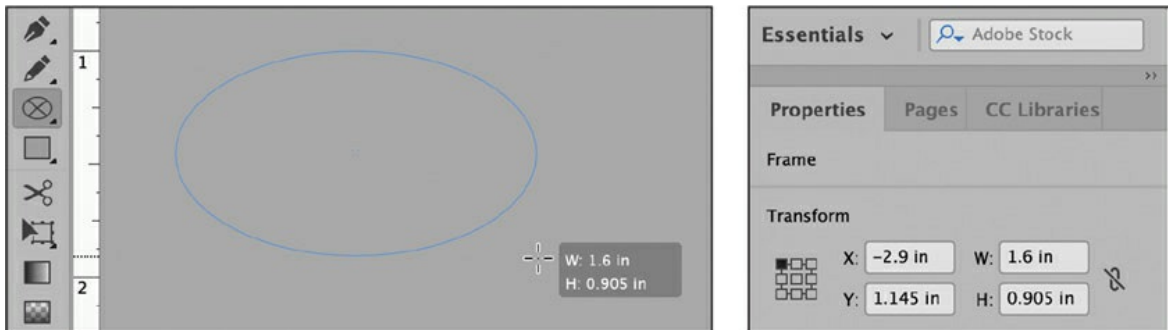 1
2
W: 1.6 in
H: 0.905 in
Essentials
Adobe Stock
>>
Properties Pages CC Libraries
Frame
Transform
X: -2.9 in W: 1.6 in
Y: 1.145 in H: 0.905 in